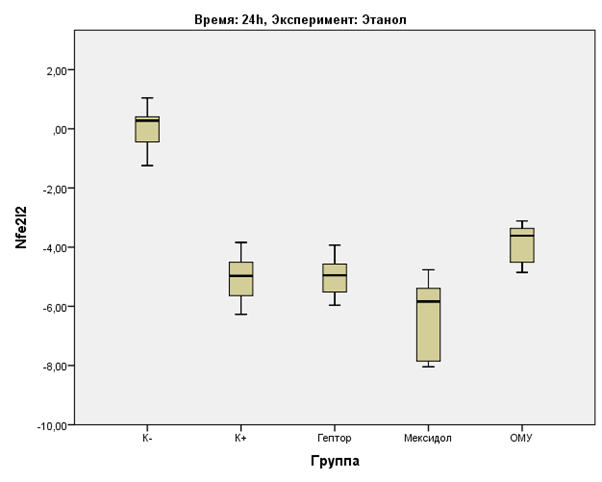 Время: 24h, Эксперимент: Этанол
2,00
,00
-2,00
-4,00
-6,00
-8,00
-10,00
Nfe2l2
К- К+ Гептор Мексидол ОМУ
Группа